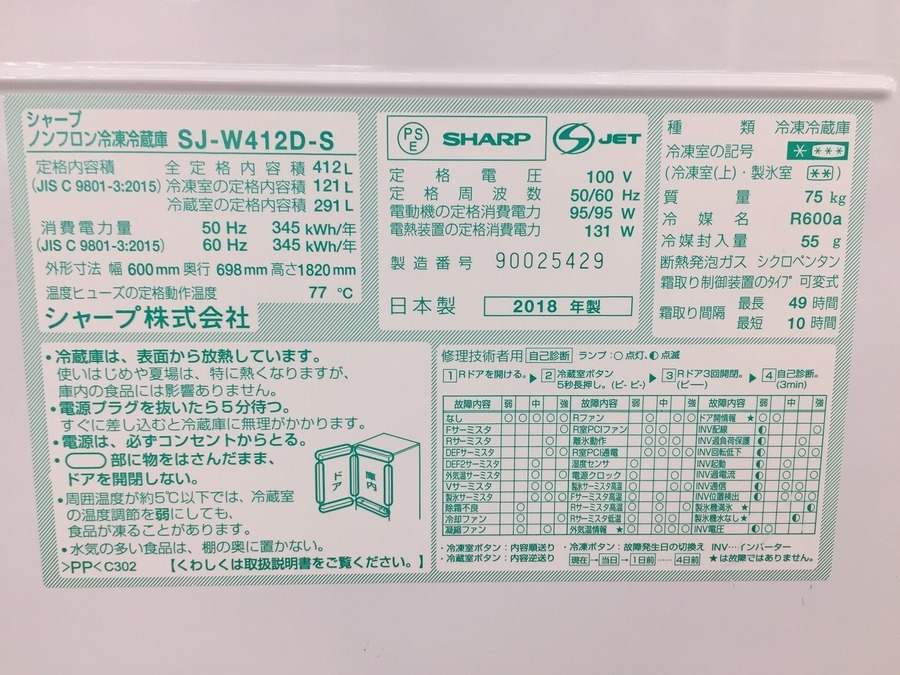 シャープ
ノンフロン冷凍冷蔵庫 SJ-W412D-S
定格内容積 全定格内容積 412L
(JIS C 9801-3:2015) 冷凍室の定格内容積 121L
冷蔵室の定格内容積 291L
消費電力量 50 Hz 345 kWh/年
(JIS C 9801-3:2015) 60 Hz 345 kWh/年
外形寸法 幅 600mm 奥行 698mm 高さ1820mm
温度ヒューズの定格動作温度 77 ℃
シャープ株式会社
PSE SHARP S JET
定格電圧 100 V
定格周波数 50/60 Hz
電動機の定格消費電力 95/95 W
電熱装置の定格消費電力 131 W
製造番号 90025429
日本製 2018 年製
種類 冷凍冷蔵庫
冷凍室の記号 * ***
(冷凍室(上)・製氷室 **)
質量 75 kg
冷媒名 R600a
冷媒封入量 55 g
断熱発泡ガス シクロペンタン
霜取り制御装置のタイプ 可変式
霜取り間隔 最長 49 時間
最短 10 時間
・冷蔵庫は、表面から放熱しています。
使いはじめや夏場は、特に熱くなりますが、
庫内の食品には影響ありません。
・電源プラグを抜いたら5分待つ。
すぐに差し込むと冷蔵庫に無理がかかります。
・電源は、必ずコンセントからとる。
・部に物をはさんだまま、
ドアを開閉しない。
ドア 庫内
・周囲温度が約5℃以下では、冷蔵室
の温度調節を弱にしても、
食品が凍ることがあります。
・水気の多い食品は、棚の奥に置かない。
>PP< C302 【くわしくは取扱説明書をご覧ください。】
修理技術者用 自己診断 ランプ:○点灯、◐点滅
1 Rドアを開ける。 2 冷蔵室ボタン 5秒長押し。(ピ-ピ-) 3 Rドア3回開閉。(ピー) 4 自己診断。(3min)
故障内容 弱 中 強 故障内容 弱 中 強 故障内容 弱 中 強
なし Rファン ドア開情報 ★
Fサーミスタ R室PCIファン INV配線
Rサーミスタ 離氷動作 INV過負荷保護
DEFサーミスタ R室PCI通電 INV回転低下
DEF2サーミスタ 湿度センサ INV起動
外気温サーミスタ 電源クロック INV過電流
Vサーミスタ 製氷サーミスタ高温 INV通信
製氷サーミスタ Fサーミスタ高温 INV位置検出
除霜不良 Rサーミスタ高温 製氷機満氷 ★
冷却ファン Rサーミスタ低温 製氷機水なし ★
凝縮ファン 外気温情報 ★ INV電圧
・冷凍室ボタン:内容順送り ・冷凍ボタン:故障発生日の切換え INV…インバーター
・冷蔵室ボタン:内容逆送り 現在→当日→1日前……4日前 ★は故障ではありません。